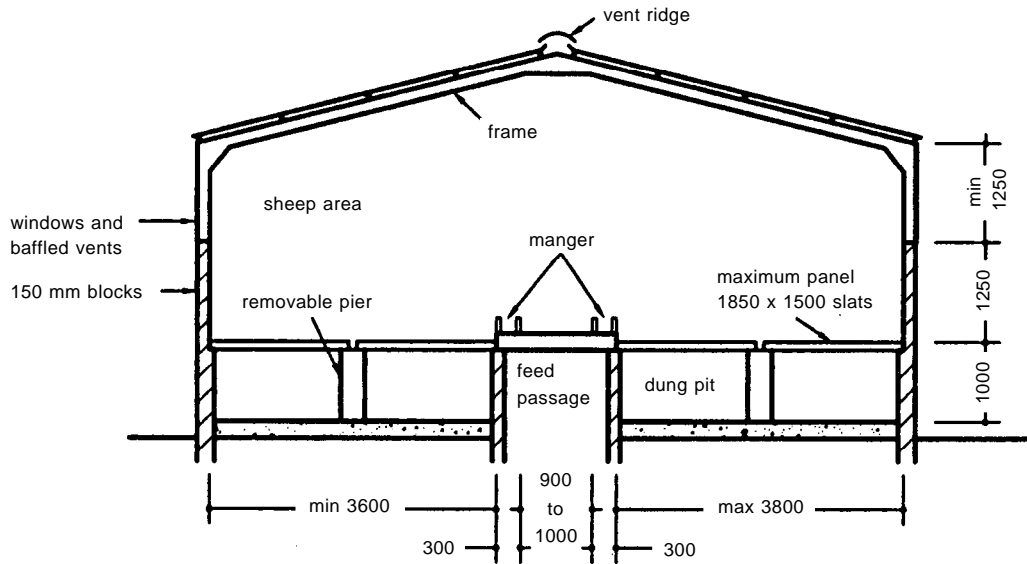 vent ridge
frame
sheep area
windows and
baffled vents
manger
min
1250
maximum panel
1850 x 1500 slats
150 mm blocks
removable pier
1250
feed
passage
dung pit
1000
min 3600
900
to
1000
max 3800
300
300